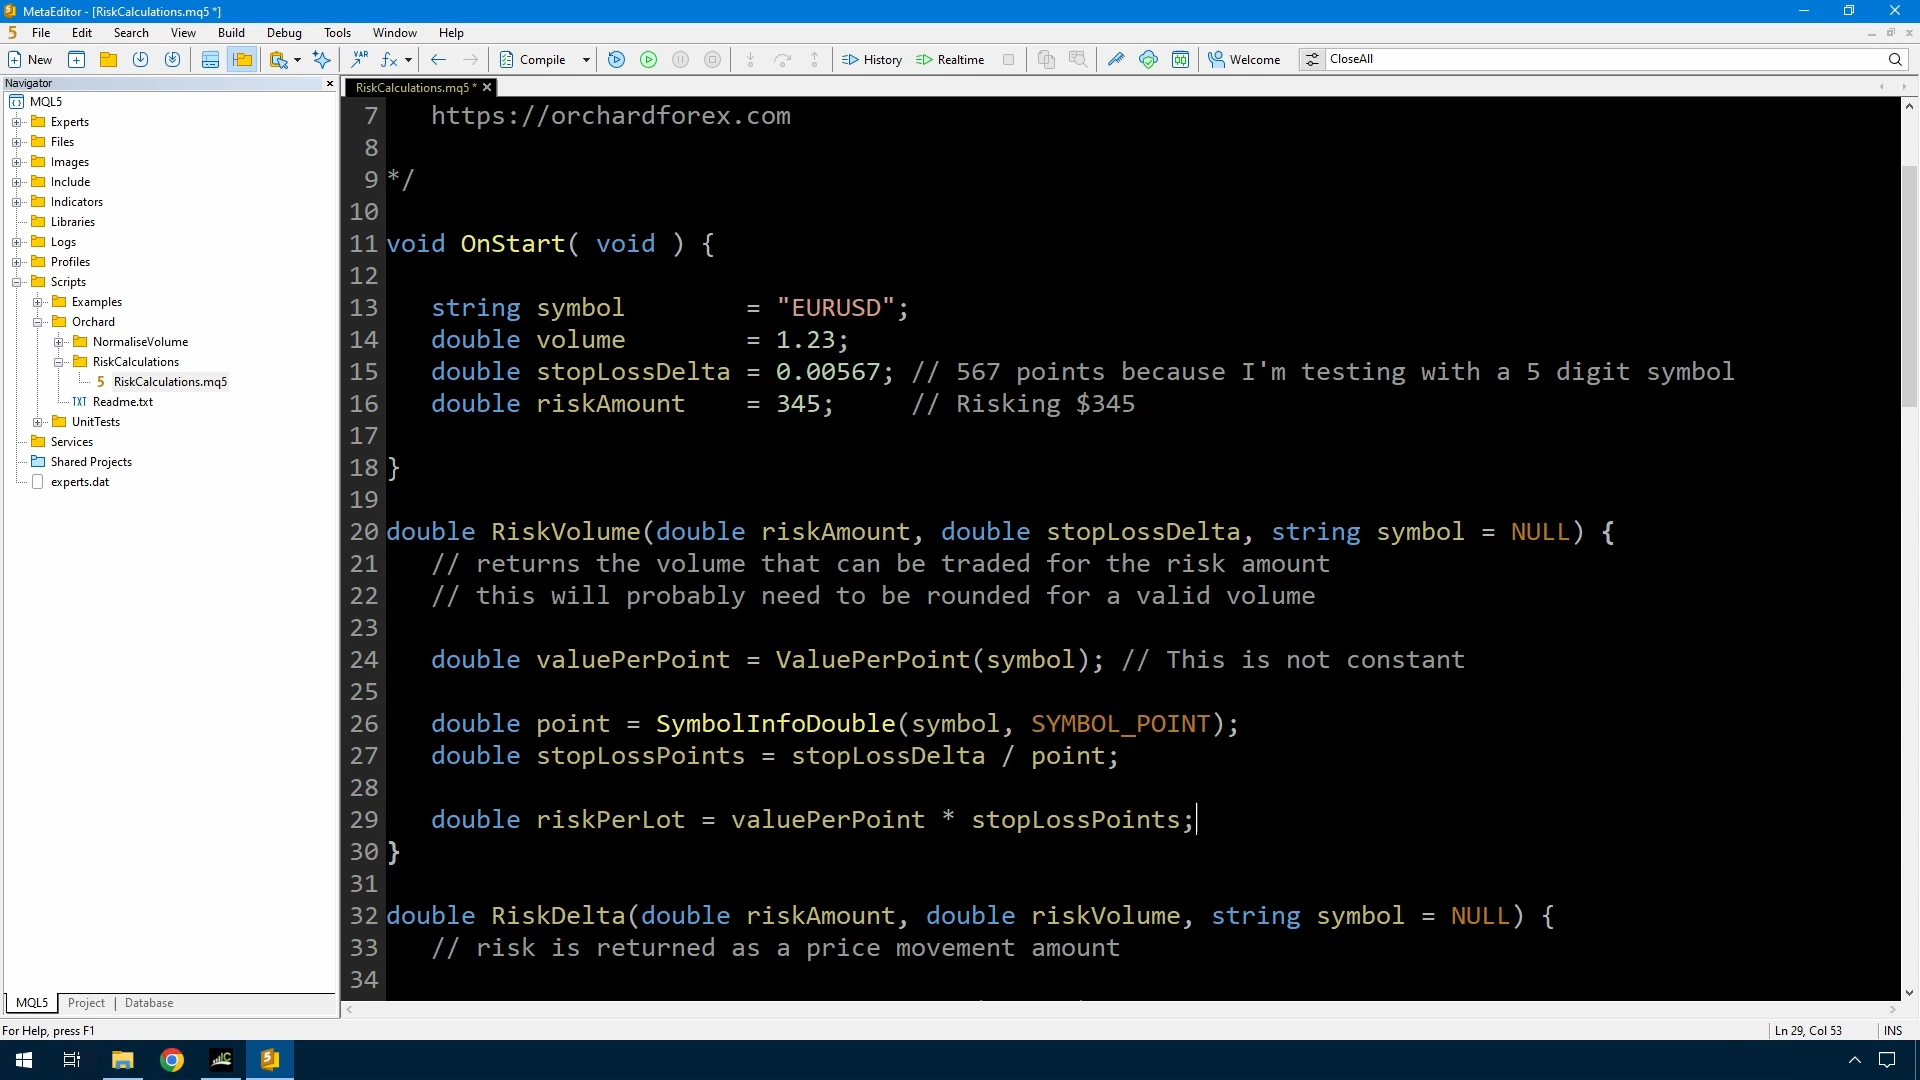 MetaEditor - [RiskCalculations.mq5 *]
File Edit Search View Build Debug Tools Window Help
New Compile History Realtime Welcome CloseAll
Navigator
RiskCalculations.mq5 *
MQL5
Experts
Files
Images
Include
Indicators
Libraries
Logs
Profiles
Scripts
Examples
Orchard
NormaliseVolume
RiskCalculations
RiskCalculations.mq5
Readme.txt
UnitTests
Services
Shared Projects
experts.dat
7    https://orchardforex.com
8
9 */
10
11 void OnStart( void ) {
12
13    string symbol        = "EURUSD";
14    double volume        = 1.23;
15    double stopLossDelta = 0.00567; // 567 points because I'm testing with a 5 digit symbol
16    double riskAmount    = 345;     // Risking $345
17
18 }
19
20 double RiskVolume(double riskAmount, double stopLossDelta, string symbol = NULL) {
21    // returns the volume that can be traded for the risk amount
22    // this will probably need to be rounded for a valid volume
23
24    double valuePerPoint = ValuePerPoint(symbol); // This is not constant
25
26    double point = SymbolInfoDouble(symbol, SYMBOL_POINT);
27    double stopLossPoints = stopLossDelta / point;
28
29    double riskPerLot = valuePerPoint * stopLossPoints;
30 }
31
32 double RiskDelta(double riskAmount, double riskVolume, string symbol = NULL) {
33    // risk is returned as a price movement amount
34
MQL5 Project Database
For Help, press F1
Ln 29, Col 53 INS